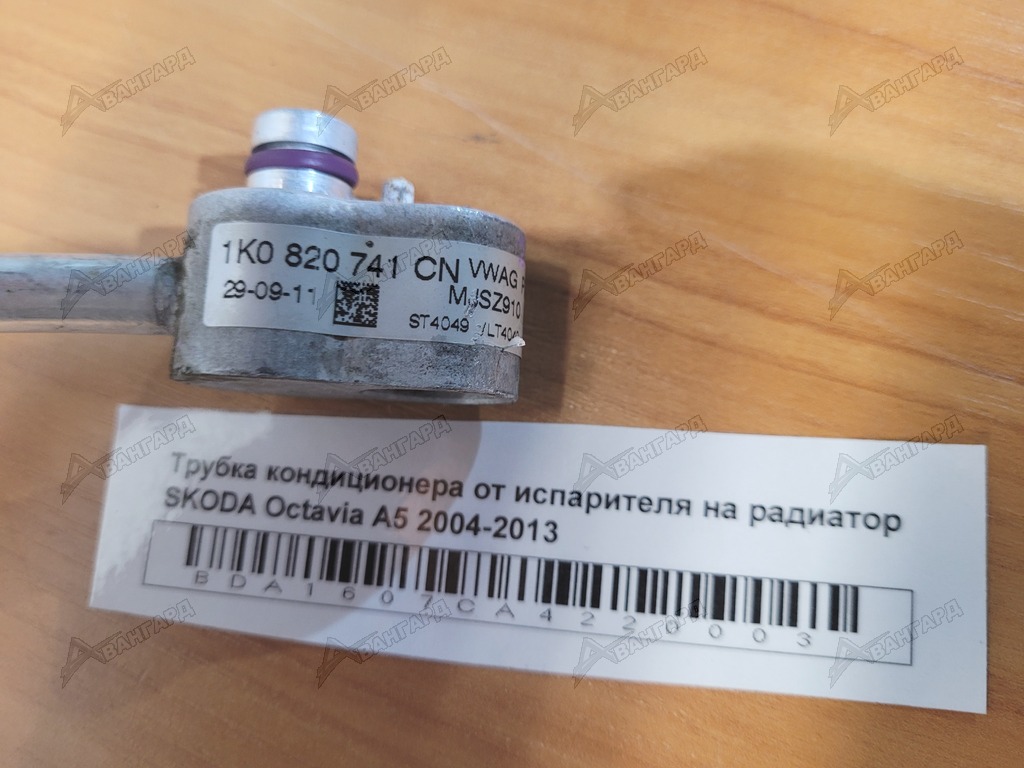 1K0 820 741 CN VWAG
29-09-11
ST4049
Трубка кондиционера от испарителя на радиатор
SKODA Octavia A5 2004-2013
BDA1607CA4220003
АВАНГАРД